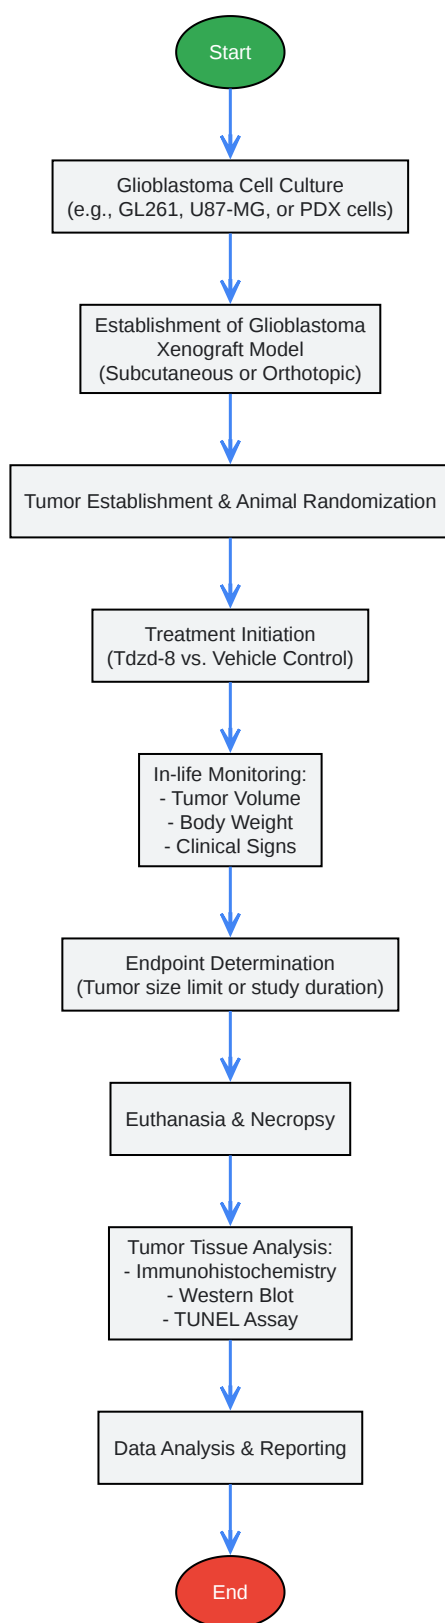 Start
Glioblastoma Cell Culture
(e.g., GL261, U87-MG, or PDX cells)
Establishment of Glioblastoma
Xenograft Model
(Subcutaneous or Orthotopic)
Tumor Establishment & Animal Randomization
Treatment Initiation
(Tdzd-8 vs. Vehicle Control)
In-life Monitoring:
- Tumor Volume
- Body Weight
- Clinical Signs
Endpoint Determination
(Tumor size limit or study duration)
Euthanasia & Necropsy
Tumor Tissue Analysis:
- Immunohistochemistry
- Western Blot
- TUNEL Assay
Data Analysis & Reporting
End